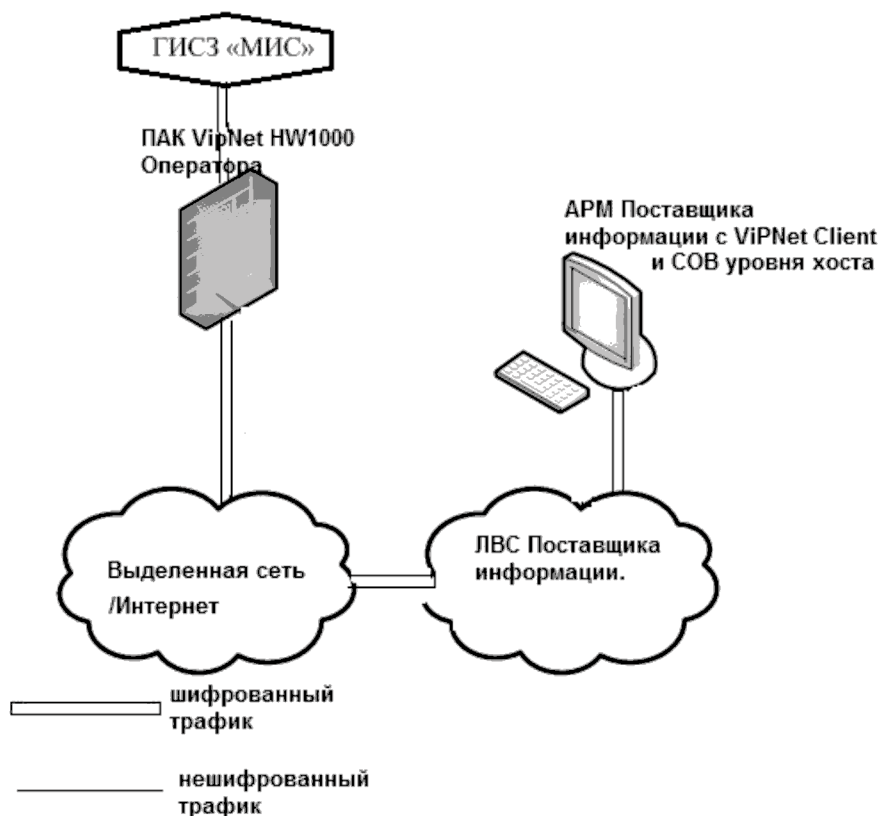 ГИСЗ «МИС»
ПАК VipNet HW1000
Оператора
АРМ Поставщика
информации с ViPNet Client
и СОВ уровня хоста
Выделенная сеть
/Интернет
ЛВС Поставщика
информации.
шифрованный
трафик
нешифрованный
трафик